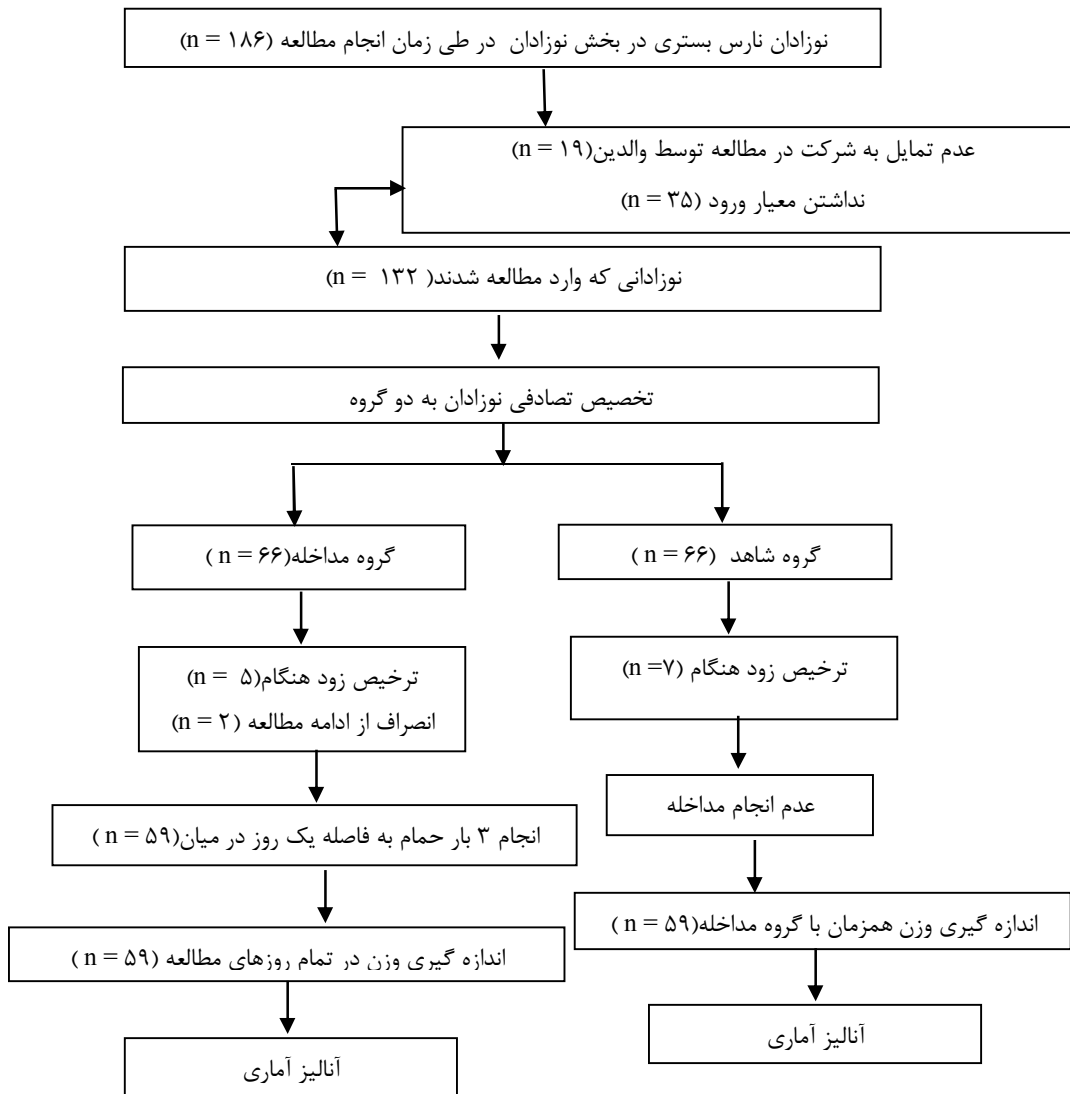 نوزادان نارس بستری در بخش نوزادان در طی زمان انجام مطالعه (n = ۱۸۶)
عدم تمایل به شرکت در مطالعه توسط والدین(n = ۱۹)
نداشتن معیار ورود (n = ۳۵)
نوزادانی که وارد مطالعه شدند( n = ۱۳۲)
تخصیص تصادفی نوزادان به دو گروه
گروه شاهد (n = ۶۶ )
گروه مداخله(n = ۶۶ )
ترخیص زود هنگام (n =۷)
ترخیص زود هنگام(n = ۵)
انصراف از ادامه مطالعه (n = ۲)
عدم انجام مداخله
انجام ۳ بار حمام به فاصله یک روز در میان(n = ۵۹ )
اندازه گیری وزن همزمان با گروه مداخله(n = ۵۹ )
اندازه گیری وزن در تمام روزهای مطالعه (n = ۵۹ )
آنالیز آماری
آنالیز آماری